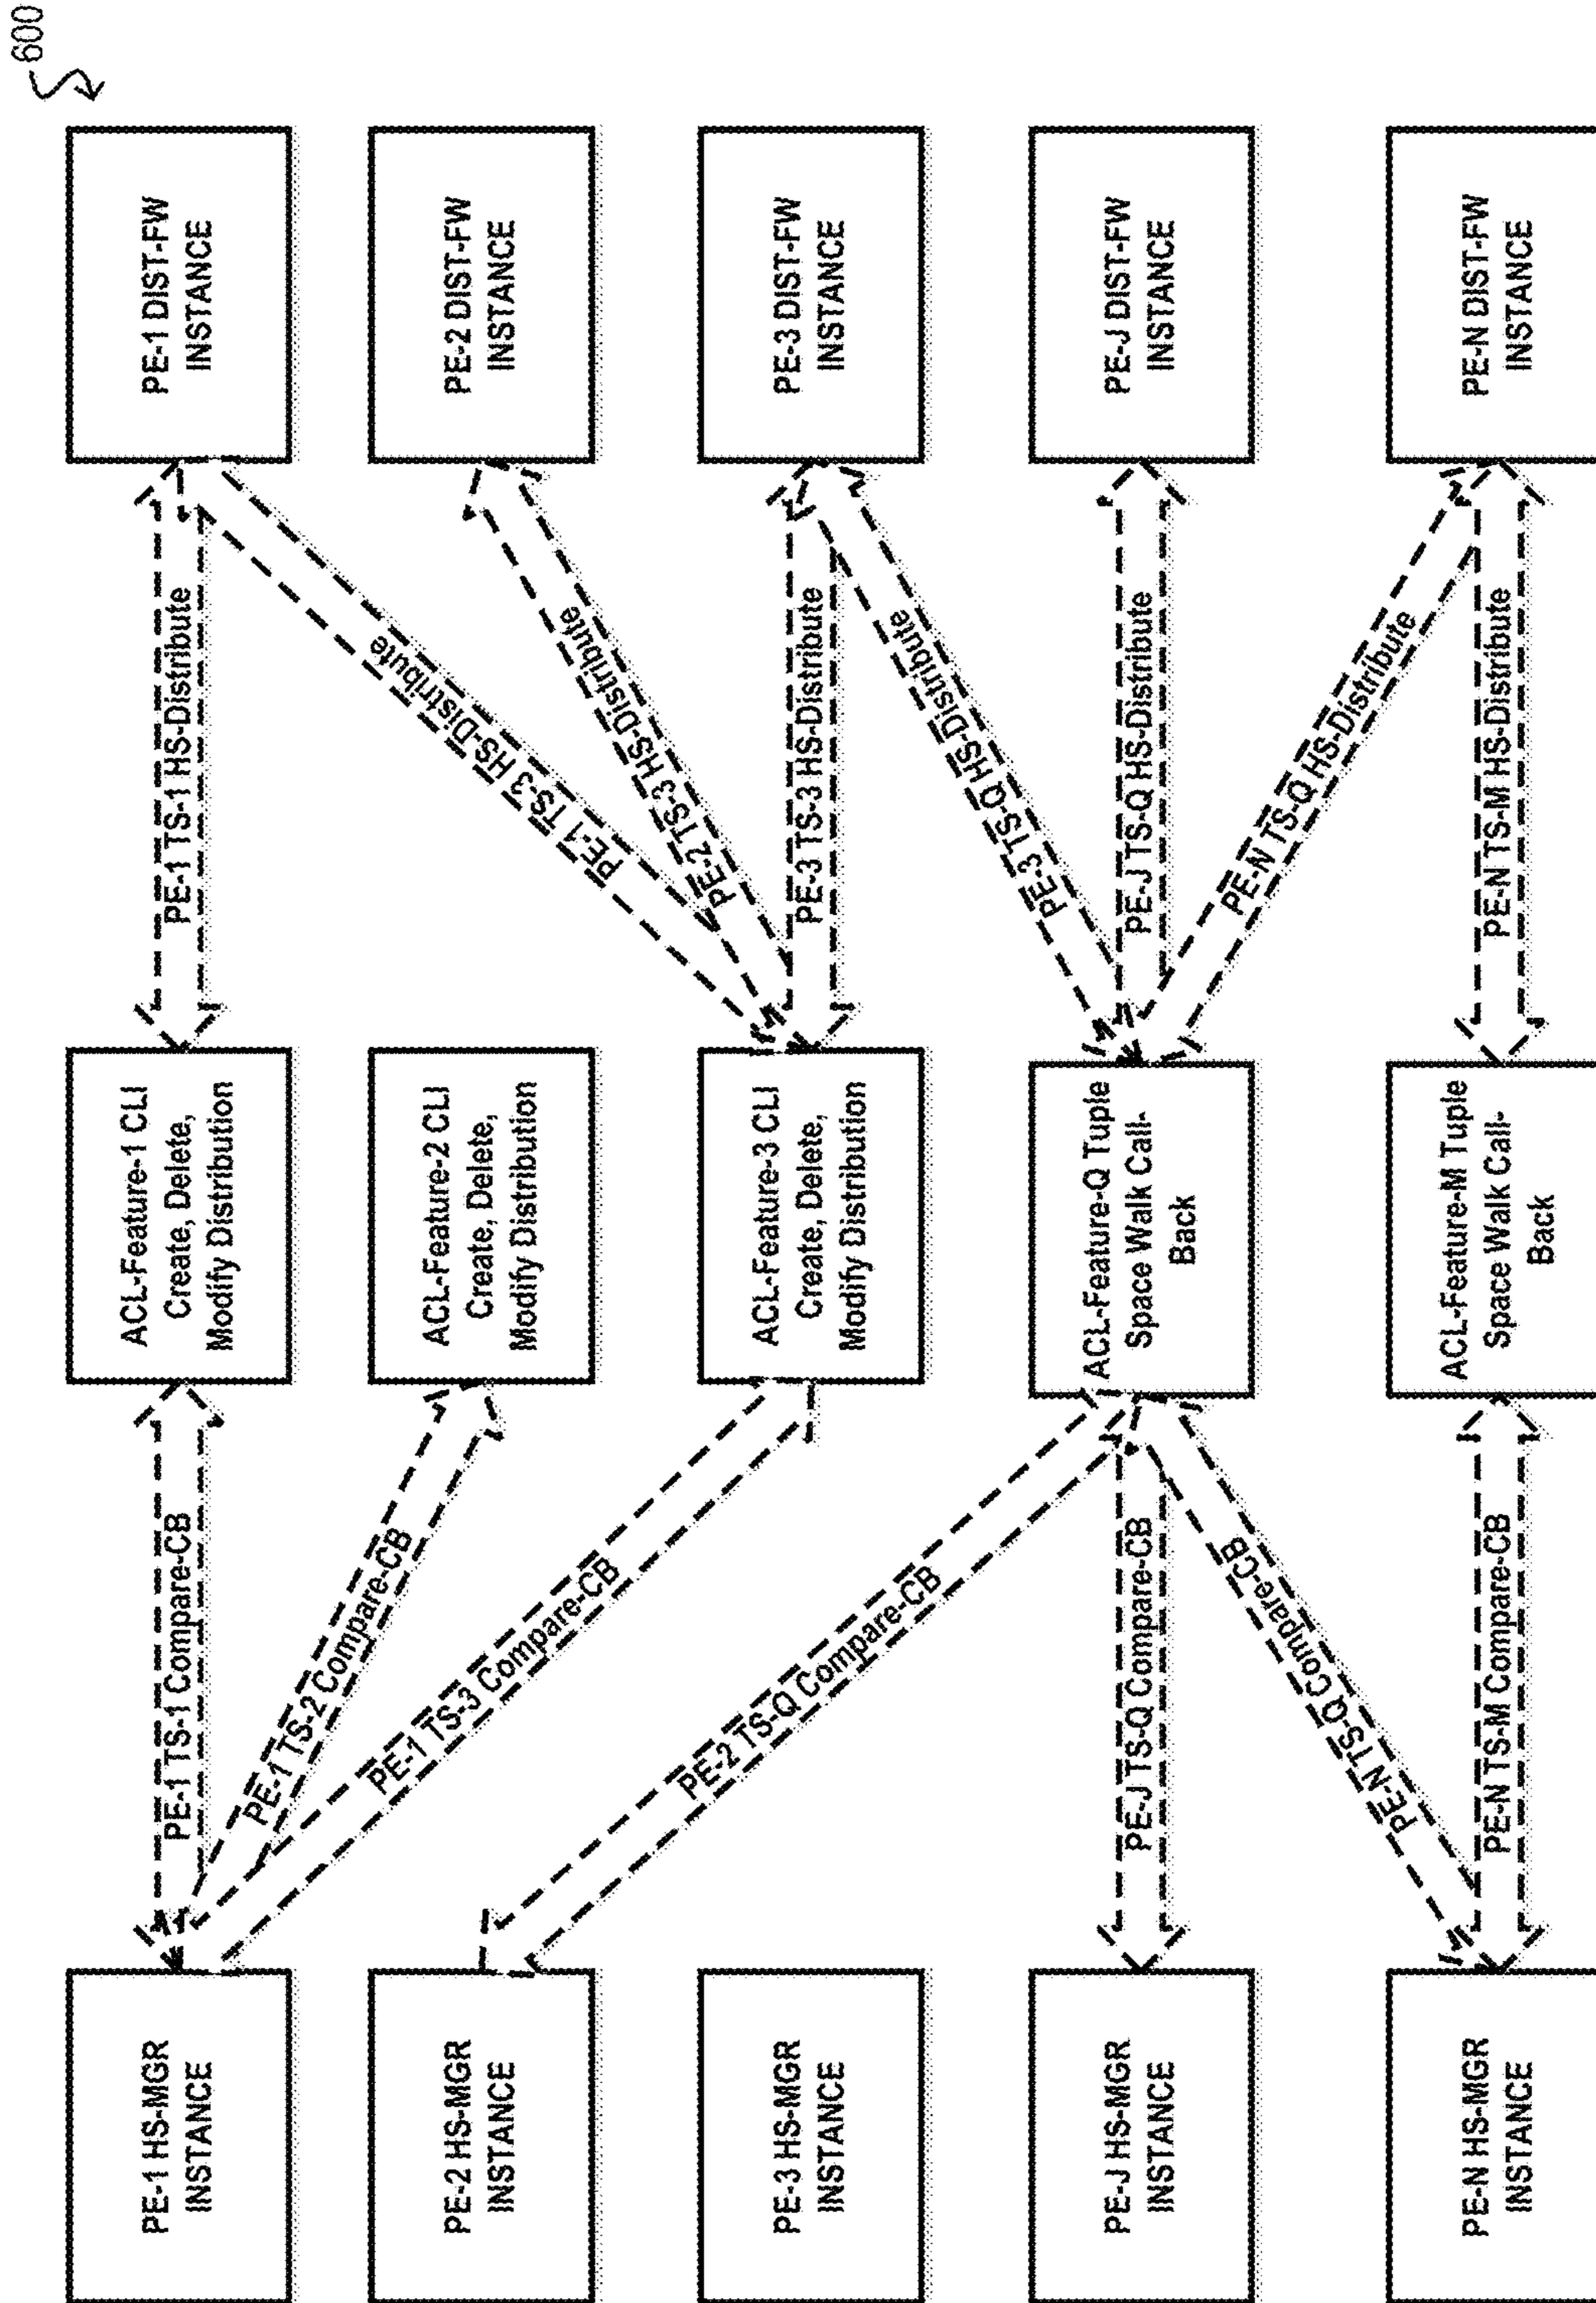 600
PE-1 HS-MGR
INSTANCE
PE-1 TS-1 Compare-CB
ACL-Feature-1 CLI
Create, Delete,
Modify Distribution
PE-1 TS-1 HS-Distribute
PE-1 DIST-FW
INSTANCE
PE-1 TS-2 Compare-CB
PE-1 TS-3 Compare-CB
PE-1 TS-3 HS-Distribute
PE-2 HS-MGR
INSTANCE
ACL-Feature-2 CLI
Create, Delete,
Modify Distribution
PE-2 TS-3 HS-Distribute
PE-2 DIST-FW
INSTANCE
PE-2 TS-Q Compare-CB
PE-3 HS-MGR
INSTANCE
ACL-Feature-3 CLI
Create, Delete,
Modify Distribution
PE-3 TS-3 HS-Distribute
PE-3 DIST-FW
INSTANCE
PE-3 TS-Q HS-Distribute
PE-J HS-MGR
INSTANCE
PE-J TS-Q Compare-CB
ACL-Feature-Q Tuple
Space Walk Call-
Back
PE-J TS-Q HS-Distribute
PE-J DIST-FW
INSTANCE
PE-N TS-Q Compare-CB
PE-N TS-Q HS-Distribute
PE-N HS-MGR
INSTANCE
PE-N TS-M Compare-CB
ACL-Feature-M Tuple
Space Walk Call-
Back
PE-N TS-M HS-Distribute
PE-N DIST-FW
INSTANCE